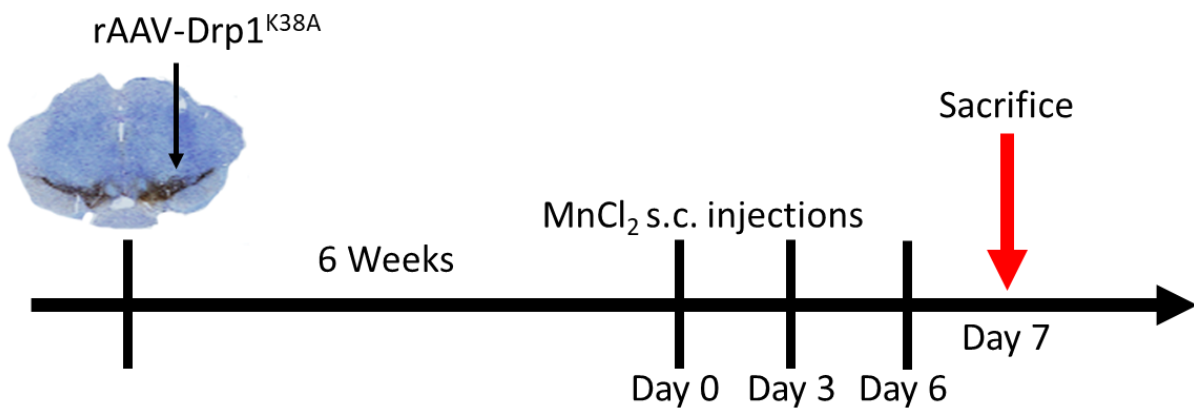 rAAV-Drp1ᴷ³⁸ᴬ
Sacrifice
MnCl₂ s.c. injections
6 Weeks
Day 7
Day 0
Day 3
Day 6